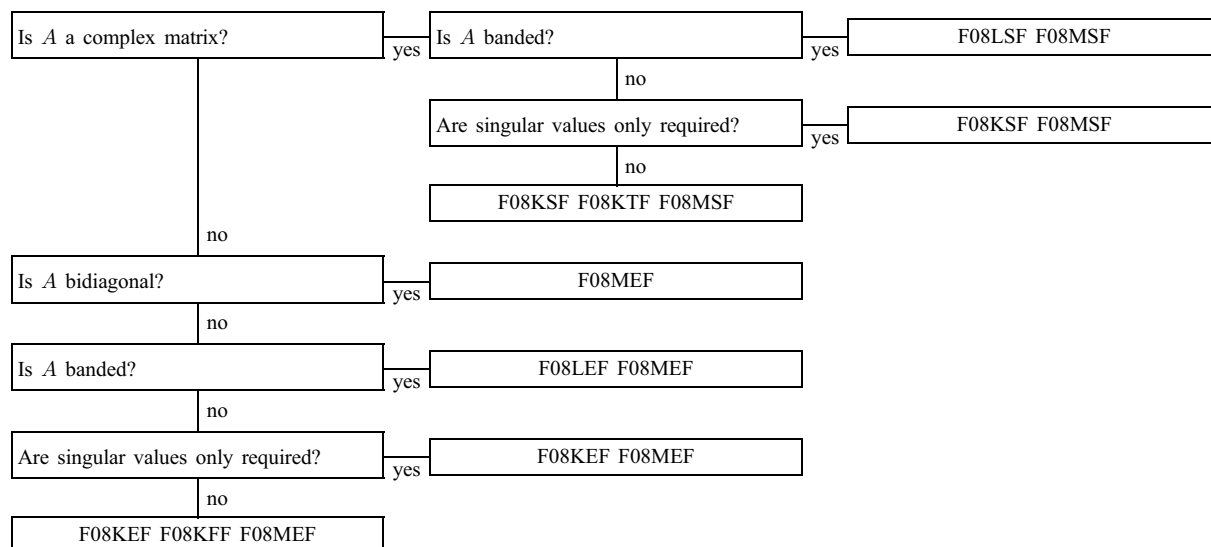 Is A a complex matrix?
yes
Is A banded?
yes
F08LSF F08MSF
no
Are singular values only required?
yes
F08KSF F08MSF
no
F08KSF F08KTF F08MSF
no
Is A bidiagonal?
yes
F08MEF
no
Is A banded?
yes
F08LEF F08MEF
no
Are singular values only required?
yes
F08KEF F08MEF
no
F08KEF F08KFF F08MEF